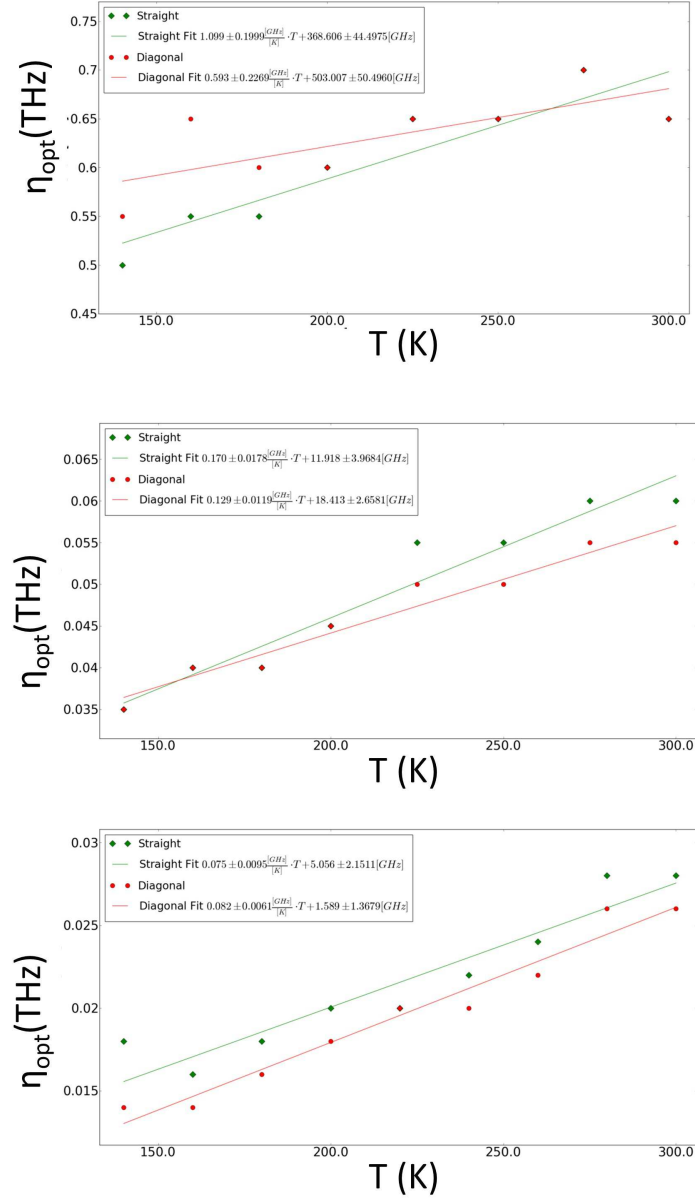 0.75
0.7
0.65
0.6
0.55
0.5
0.45
ηopt(THz)
Straight
Straight Fit 1.099±0.1999[GHz]/[K]·T+368.606±44.4975[GHz]
Diagonal
Diagonal Fit 0.593±0.2269[GHz]/[K]·T+503.007±50.4960[GHz]
150.0 200.0 250.0 300.0
T (K)
0.065
0.06
0.055
0.05
0.045
0.04
0.035
ηopt(THz)
Straight
Straight Fit 0.170±0.0178[GHz]/[K]·T+11.918±3.9684[GHz]
Diagonal
Diagonal Fit 0.129±0.0119[GHz]/[K]·T+18.413±2.6581[GHz]
150.0 200.0 250.0 300.0
T (K)
0.03
0.025
0.02
0.015
ηopt(THz)
Straight
Straight Fit 0.075±0.0095[GHz]/[K]·T+5.056±2.1511[GHz]
Diagonal
Diagonal Fit 0.082±0.0061[GHz]/[K]·T+1.589±1.3679[GHz]
150.0 200.0 250.0 300.0
T (K)